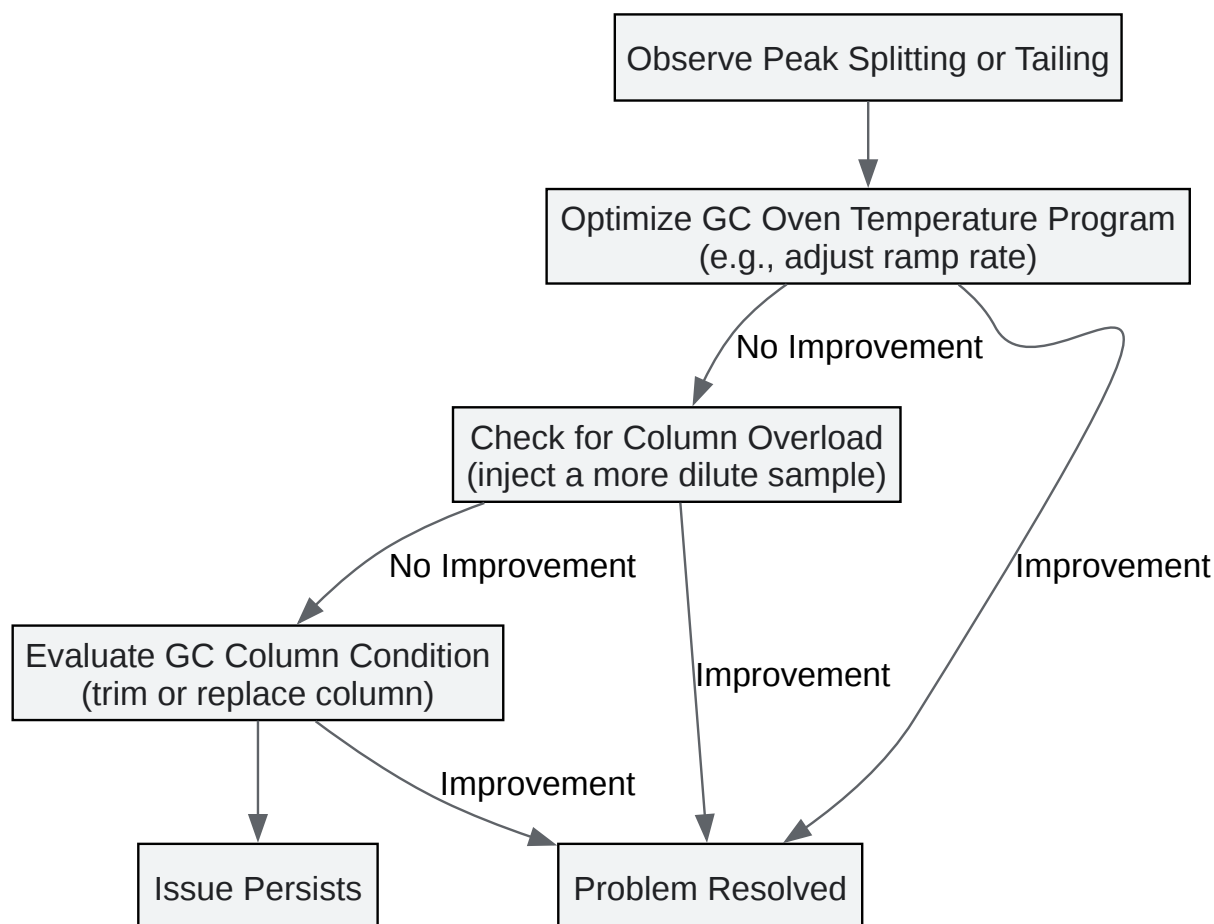 Observe Peak Splitting or Tailing
Optimize GC Oven Temperature Program
(e.g., adjust ramp rate)
No Improvement
Check for Column Overload
(inject a more dilute sample)
No Improvement
Improvement
Evaluate GC Column Condition
(trim or replace column)
Improvement
Improvement
Issue Persists
Problem Resolved